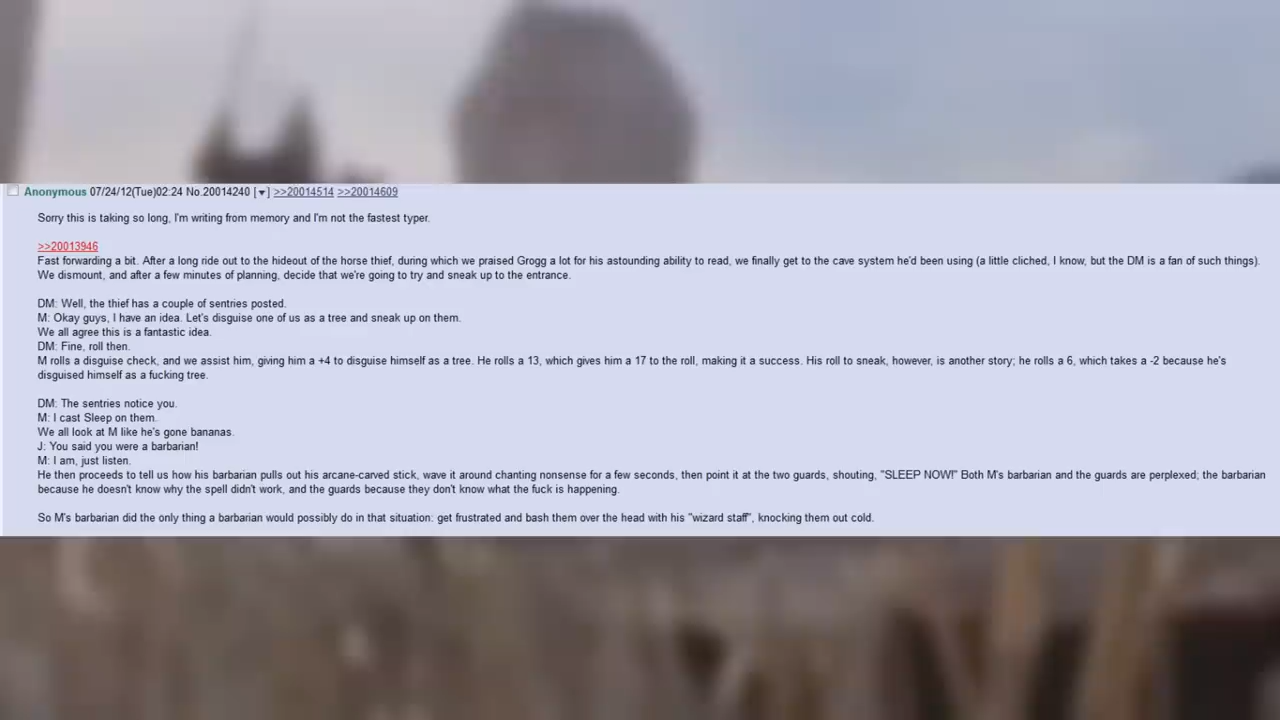 Anonymous 07/24/12(Tue)02:24 No.20014240 [▼] >>20014514 >>20014609
Sorry this is taking so long, I'm writing from memory and I'm not the fastest typer.
>>20013946
Fast forwarding a bit. After a long ride out to the hideout of the horse thief, during which we praised Grogg a lot for his astounding ability to read, we finally get to the cave system he'd been using (a little cliched, I know, but the DM is a fan of such things).
We dismount, and after a few minutes of planning, decide that we're going to try and sneak up to the entrance.
DM: Well, the thief has a couple of sentries posted.
M: Okay guys, I have an idea. Let's disguise one of us as a tree and sneak up on them.
We all agree this is a fantastic idea.
DM: Fine, roll then.
M rolls a disguise check, and we assist him, giving him a +4 to disguise himself as a tree. He rolls a 13, which gives him a 17 to the roll, making it a success. His roll to sneak, however, is another story; he rolls a 6, which takes a -2 because he's
disguised himself as a fucking tree.
DM: The sentries notice you.
M: I cast Sleep on them.
We all look at M like he's gone bananas.
J: You said you were a barbarian!
M: I am, just listen.
He then proceeds to tell us how his barbarian pulls out his arcane-carved stick, wave it around chanting nonsense for a few seconds, then point it at the two guards, shouting, "SLEEP NOW!" Both M's barbarian and the guards are perplexed; the barbarian
because he doesn't know why the spell didn't work, and the guards because they don't know what the fuck is happening.
So M's barbarian did the only thing a barbarian would possibly do in that situation: get frustrated and bash them over the head with his "wizard staff", knocking them out cold.